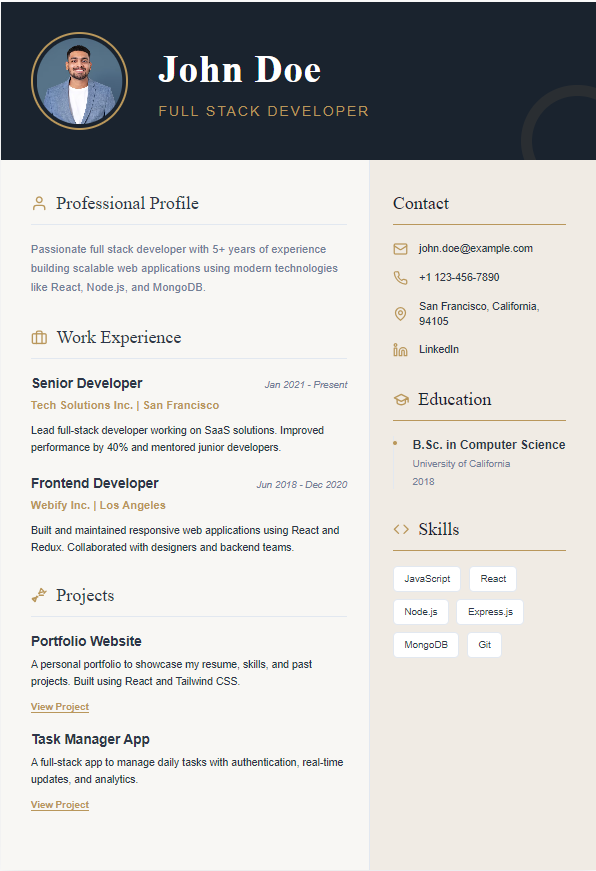 John Doe
FULL STACK DEVELOPER
Professional Profile
Passionate full stack developer with 5+ years of experience
building scalable web applications using modern technologies
like React, Node.js, and MongoDB.
Work Experience
Senior Developer
Jan 2021 - Present
Tech Solutions Inc. | San Francisco
Lead full-stack developer working on SaaS solutions. Improved
performance by 40% and mentored junior developers.
Frontend Developer
Jun 2018 - Dec 2020
Webify Inc. | Los Angeles
Built and maintained responsive web applications using React and
Redux. Collaborated with designers and backend teams.
Projects
Portfolio Website
A personal portfolio to showcase my resume, skills, and past
projects. Built using React and Tailwind CSS.
View Project
Task Manager App
A full-stack app to manage daily tasks with authentication, real-time
updates, and analytics.
View Project
Contact
john.doe@example.com
+1 123-456-7890
San Francisco, California,
94105
LinkedIn
Education
B.Sc. in Computer Science
University of California
2018
Skills
JavaScript
React
Node.js
Express.js
MongoDB
Git